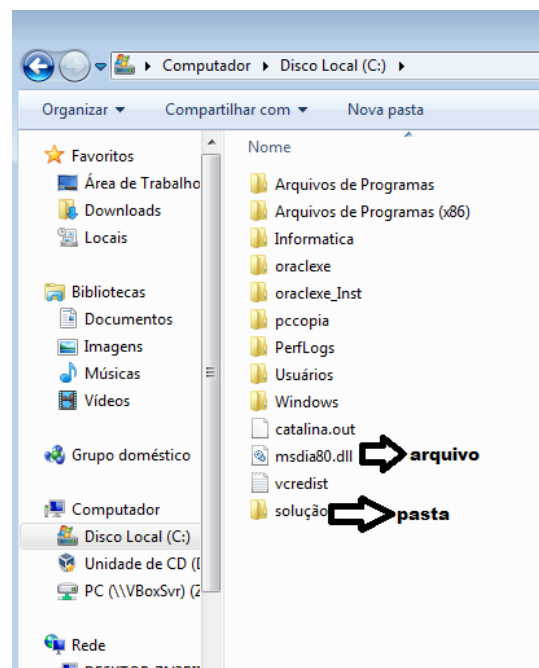 Computador Disco Local (C:)
Organizar Compartilhar com Nova pasta
Favoritos
Área de Trabalho
Downloads
Locais
Bibliotecas
Documentos
Imagens
Músicas
Vídeos
Grupo doméstico
Computador
Disco Local (C:)
Unidade de CD (
PC (\\VBoxSvr) (Z
Rede
Nome
Arquivos de Programas
Arquivos de Programas (x86)
Informatica
oraclexe
oraclexe_Inst
pccopia
PerfLogs
Usuários
Windows
catalina.out
msdia80.dll arquivo
vcredist
solução pasta